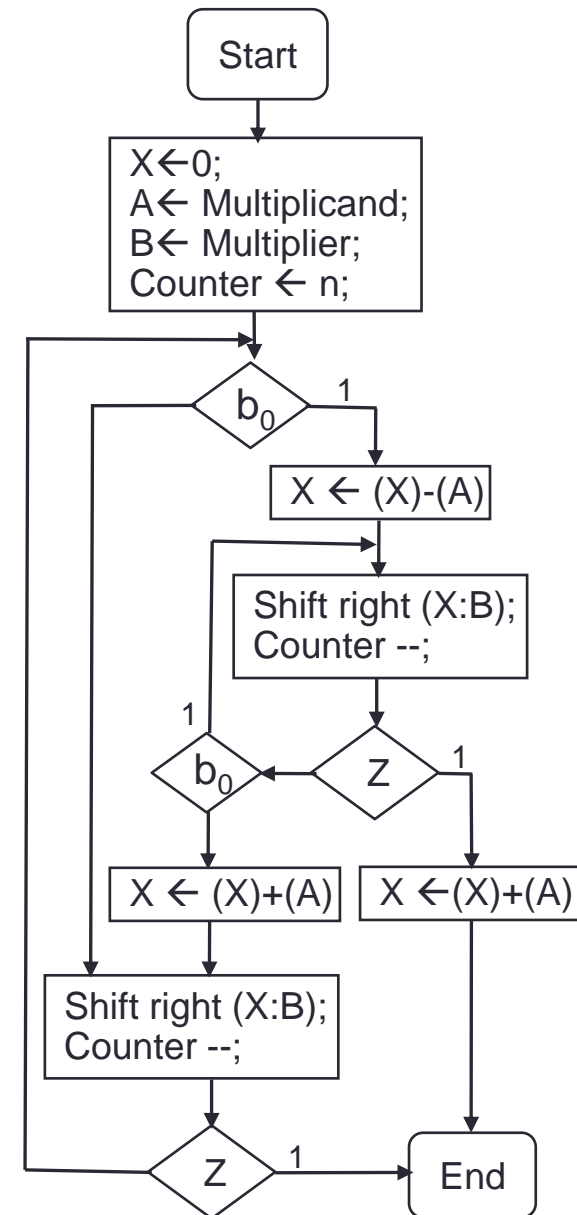 Start
X←0;
A← Multiplicand;
B← Multiplier;
Counter ← n;
b₀
1
X ← (X)-(A)
Shift right (X:B);
Counter --;
1
b₀
Z
1
X ← (X)+(A)
X ←(X)+(A)
Shift right (X:B);
Counter --;
Z
1
End